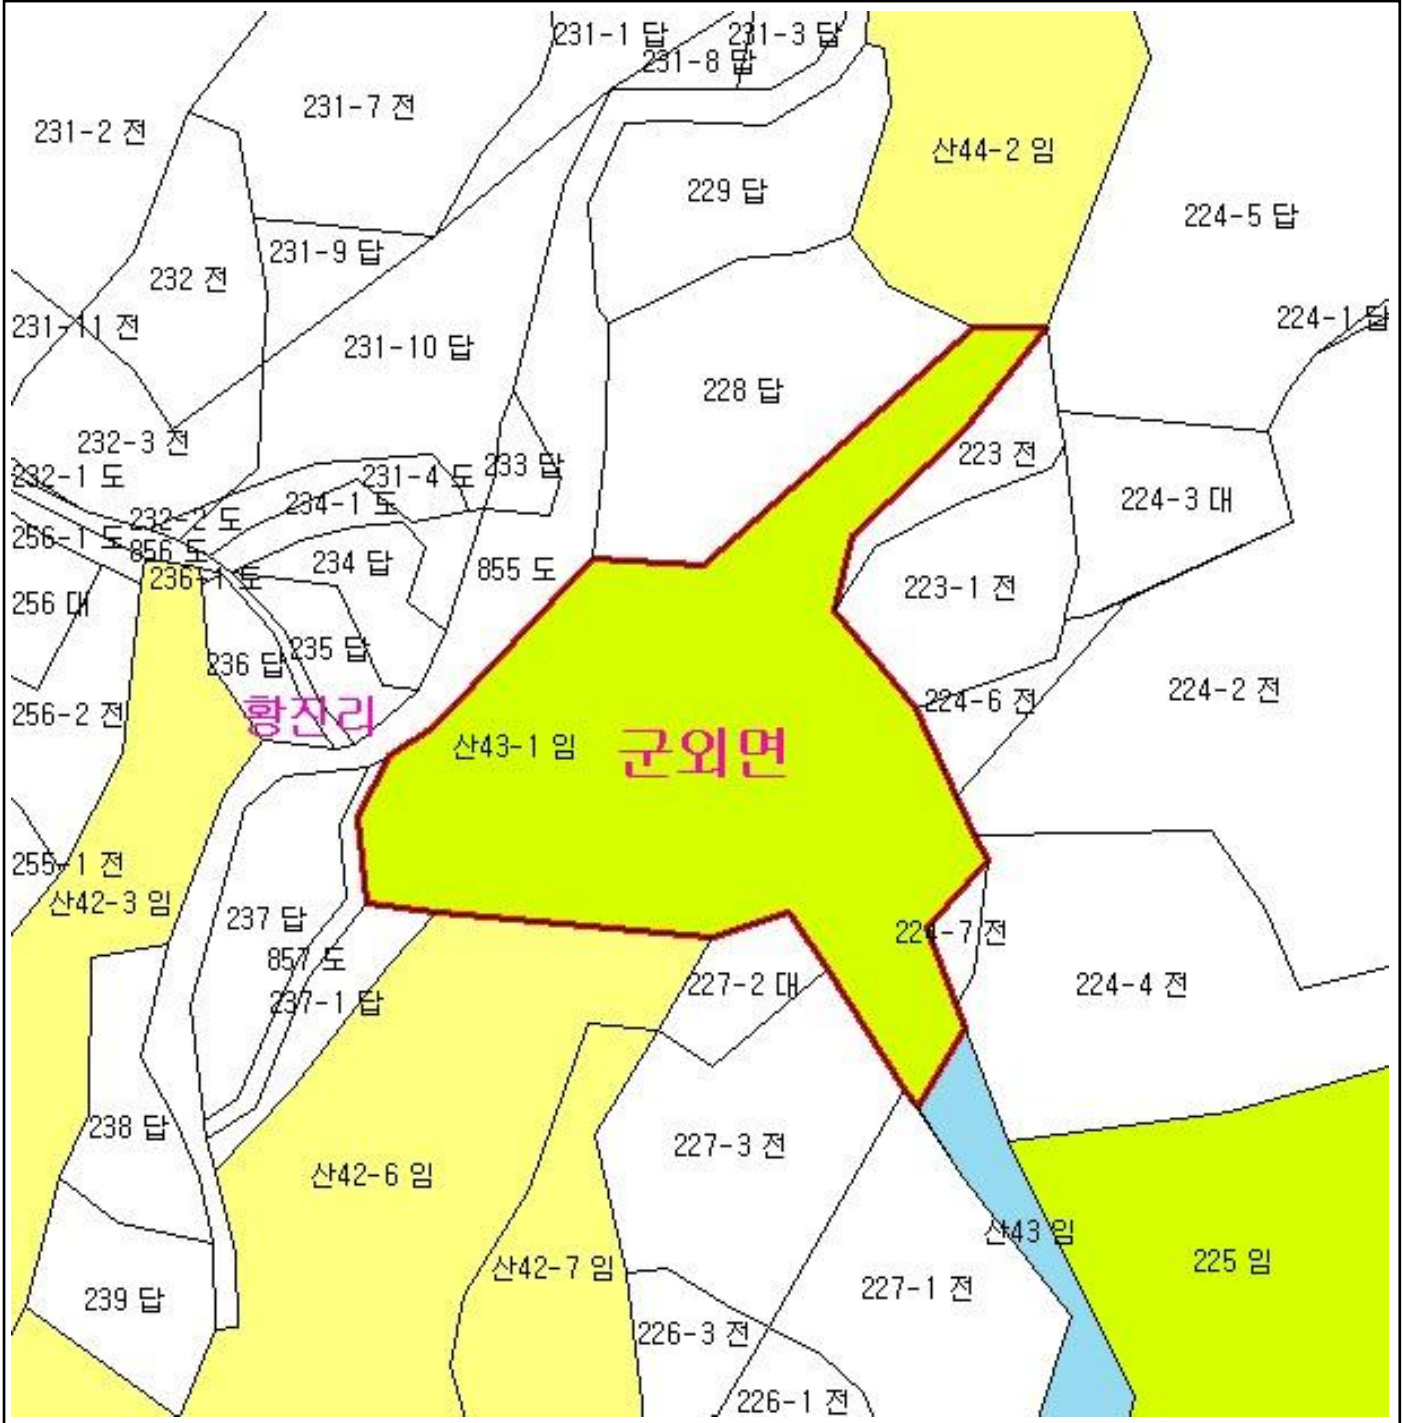 231-1 답
231-3 답
231-8 답
231-7 전
231-2 전
산44-2 임
229 답
224-5 답
231-9 답
232 전
224-1 답
231-11 전
231-10 답
228 답
232-3 전
223 전
233 답
232-1 도
231-4 도
234-1 도
224-3 대
232-2 도
256-1 도
856 도
234 답
855 도
236-1 도
223-1 전
256 대
235 답
236 답
224-2 전
224-6 전
256-2 전
황진리
산43-1 임
군외면
255-1 전
산42-3 임
237 답
224-7 전
857 도
227-2 대
224-4 전
237-1 답
238 답
227-3 전
산42-6 임
산43 임
225 임
산42-7 임
227-1 전
239 답
226-3 전
226-1 전